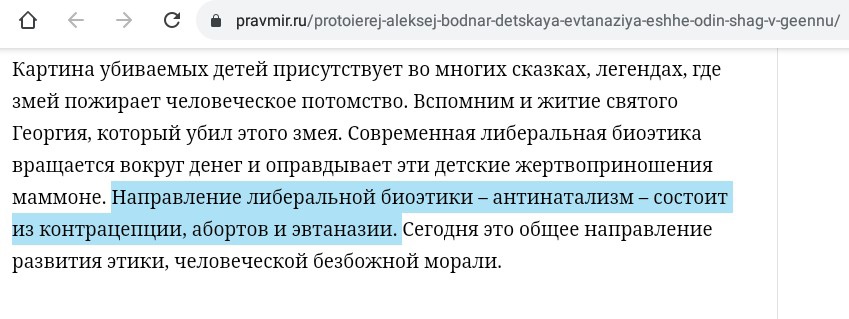 pravmir.ru/protoierej-aleksej-bodnar-detskaya-evtanaziya-eshhe-odin-shag-v-geennu/
Картина убиваемых детей присутствует во многих сказках, легендах, где
змей пожирает человеческое потомство. Вспомним и житие святого
Георгия, который убил этого змея. Современная либеральная биоэтика
вращается вокруг денег и оправдывает эти детские жертвоприношения
маммоне. Направление либеральной биоэтики – антинатализм – состоит
из контрацепции, абортов и эвтаназии. Сегодня это общее направление
развития этики, человеческой безбожной морали.